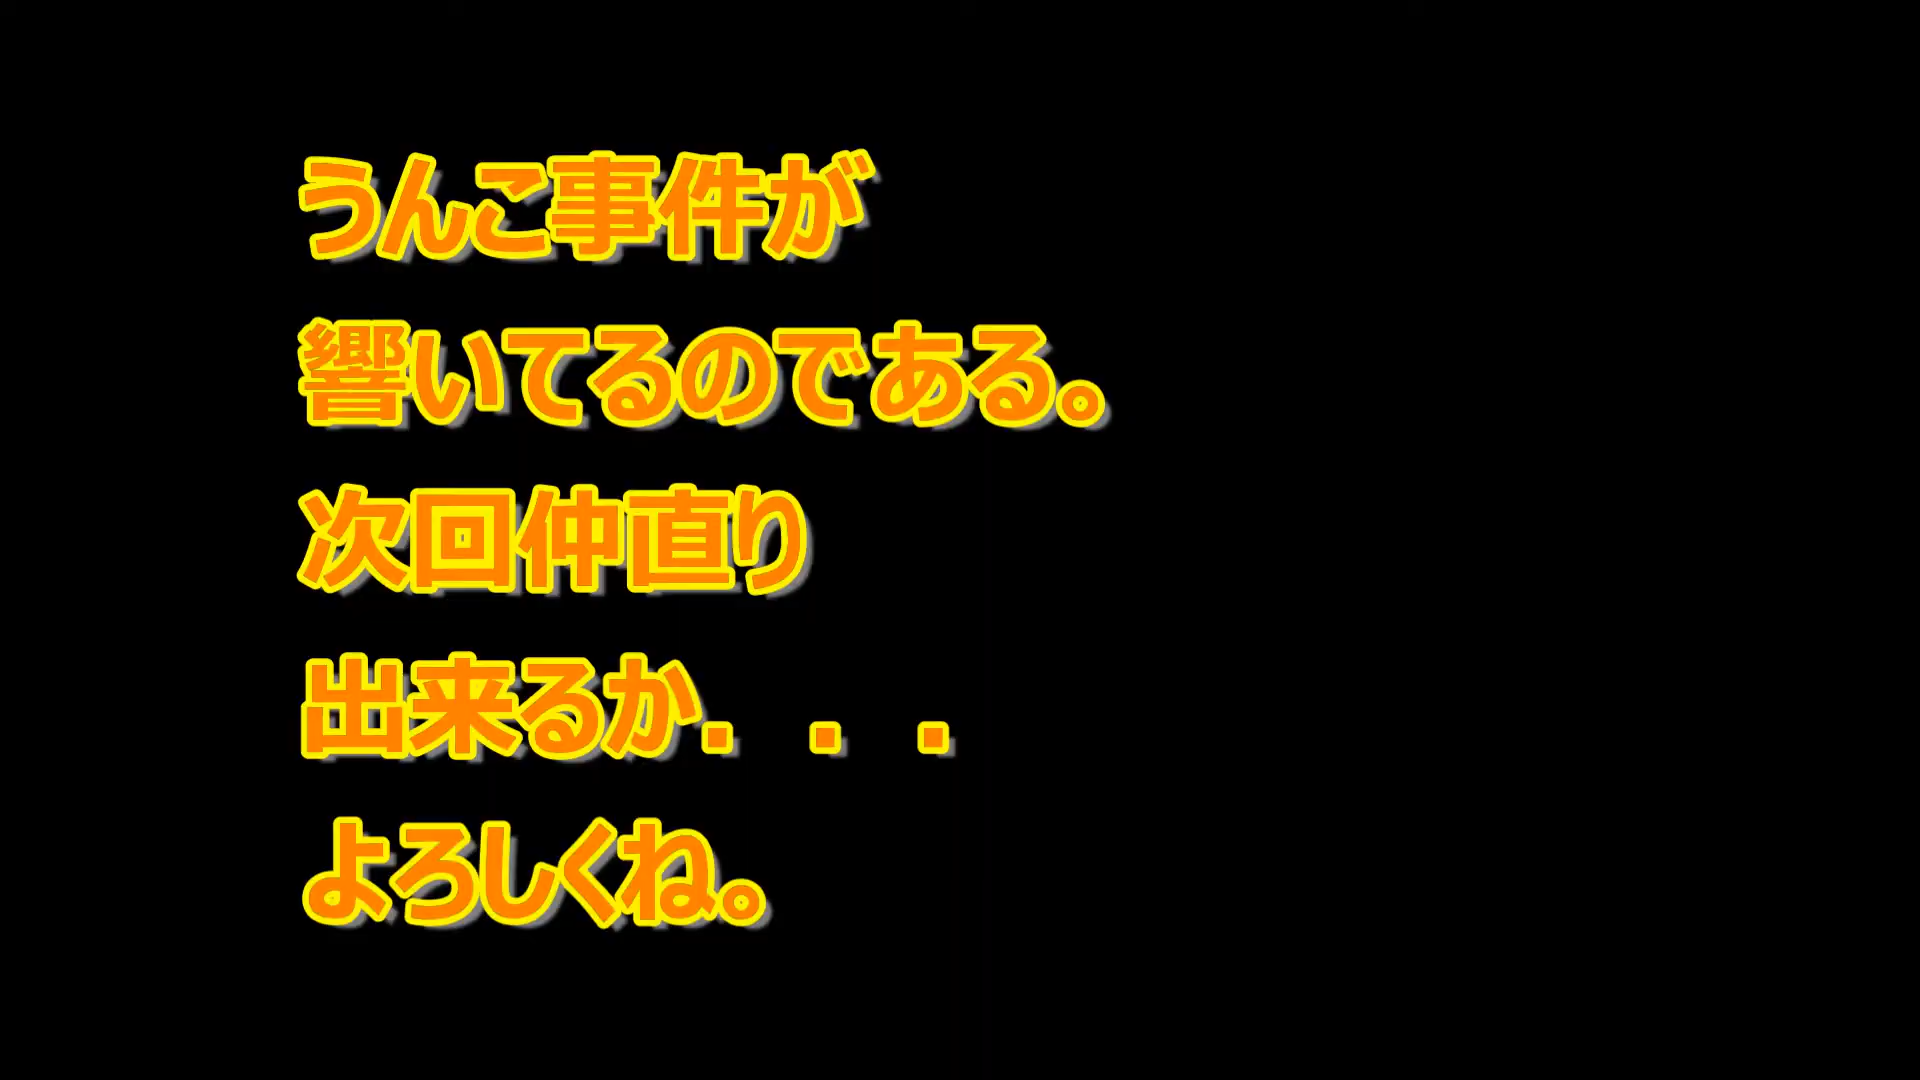 うんこ事件が
響いてるのである。
次回仲直り
出来るか．．．
よろしくね。